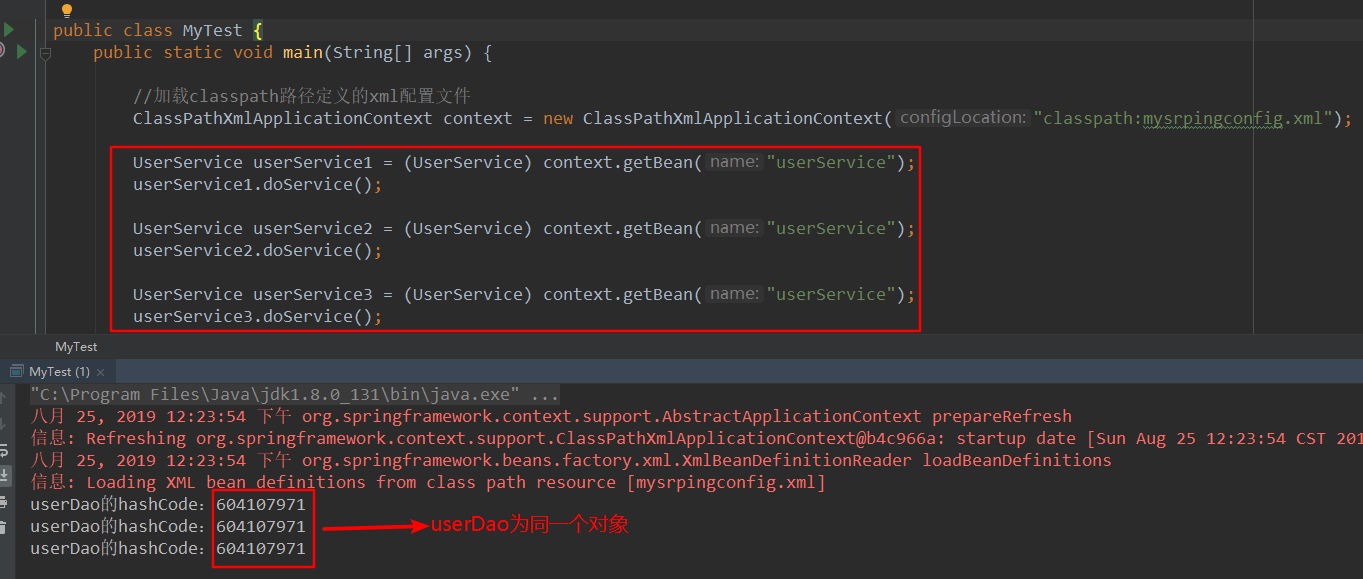 public class MyTest {
public static void main(String[] args) {
//加载classpath路径定义的xml配置文件
ClassPathXmlApplicationContext context = new ClassPathXmlApplicationContext( configLocation: "classpath:mysrpingconfig.xml");
UserService userService1 = (UserService) context.getBean( name: "userService");
userService1.doService();
UserService userService2 = (UserService) context.getBean( name: "userService");
userService2.doService();
UserService userService3 = (UserService) context.getBean( name: "userService");
userService3.doService();
MyTest
MyTest (1)
"C:\Program Files\Java\jdk1.8.0_131\bin\java.exe" ...
八月 25, 2019 12:23:54 下午 org.springframework.context.support.AbstractApplicationContext prepareRefresh
信息: Refreshing org.springframework.context.support.ClassPathXmlApplicationContext@b4c966a: startup date [Sun Aug 25 12:23:54 CST 201
八月 25, 2019 12:23:54 下午 org.springframework.beans.factory.xml.XmlBeanDefinitionReader loadBeanDefinitions
信息: Loading XML bean definitions from class path resource [mysrpingconfig.xml]
userDao的hashCode：604107971
userDao的hashCode：604107971 userDao为同一个对象
userDao的hashCode：604107971